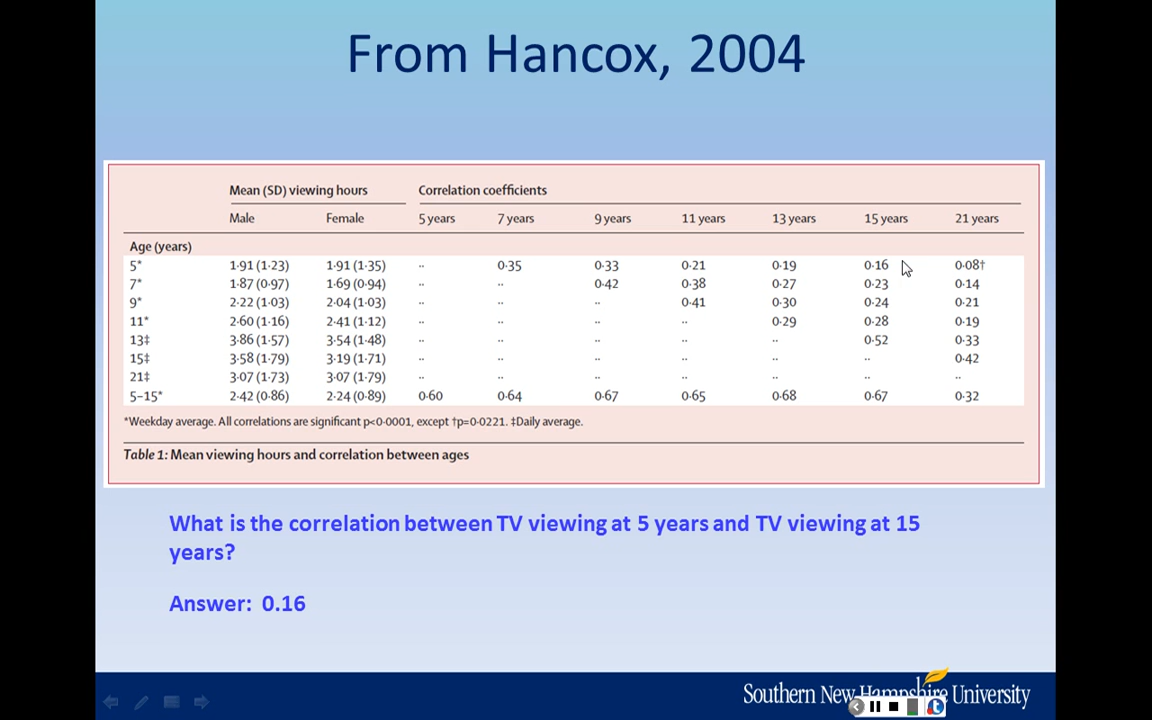 From Hancox, 2004
Mean (SD) viewing hours Correlation coefficients
Male Female 5 years 7 years 9 years 11 years 13 years 15 years 21 years
Age (years)
5* 1·91 (1·23) 1·91 (1·35) ·· 0·35 0·33 0·21 0·19 0·16 0·08†
7* 1·87 (0·97) 1·69 (0·94) ·· ·· 0·42 0·38 0·27 0·23 0·14
9* 2·22 (1·03) 2·04 (1·03) ·· ·· ·· 0·41 0·30 0·24 0·21
11* 2·60 (1·16) 2·41 (1·12) ·· ·· ·· ·· 0·29 0·28 0·19
13‡ 3·86 (1·57) 3·54 (1·48) ·· ·· ·· ·· ·· 0·52 0·33
15‡ 3·58 (1·79) 3·19 (1·71) ·· ·· ·· ·· ·· ·· 0·42
21‡ 3·07 (1·73) 3·07 (1·79) ·· ·· ·· ·· ·· ·· ··
5–15* 2·42 (0·86) 2·24 (0·89) 0·60 0·64 0·67 0·65 0·68 0·67 0·32
*Weekday average. All correlations are significant p<0·0001, except †p=0·0221. ‡Daily average.
Table 1: Mean viewing hours and correlation between ages
What is the correlation between TV viewing at 5 years and TV viewing at 15
years?
Answer: 0.16
Southern New Hampshire University